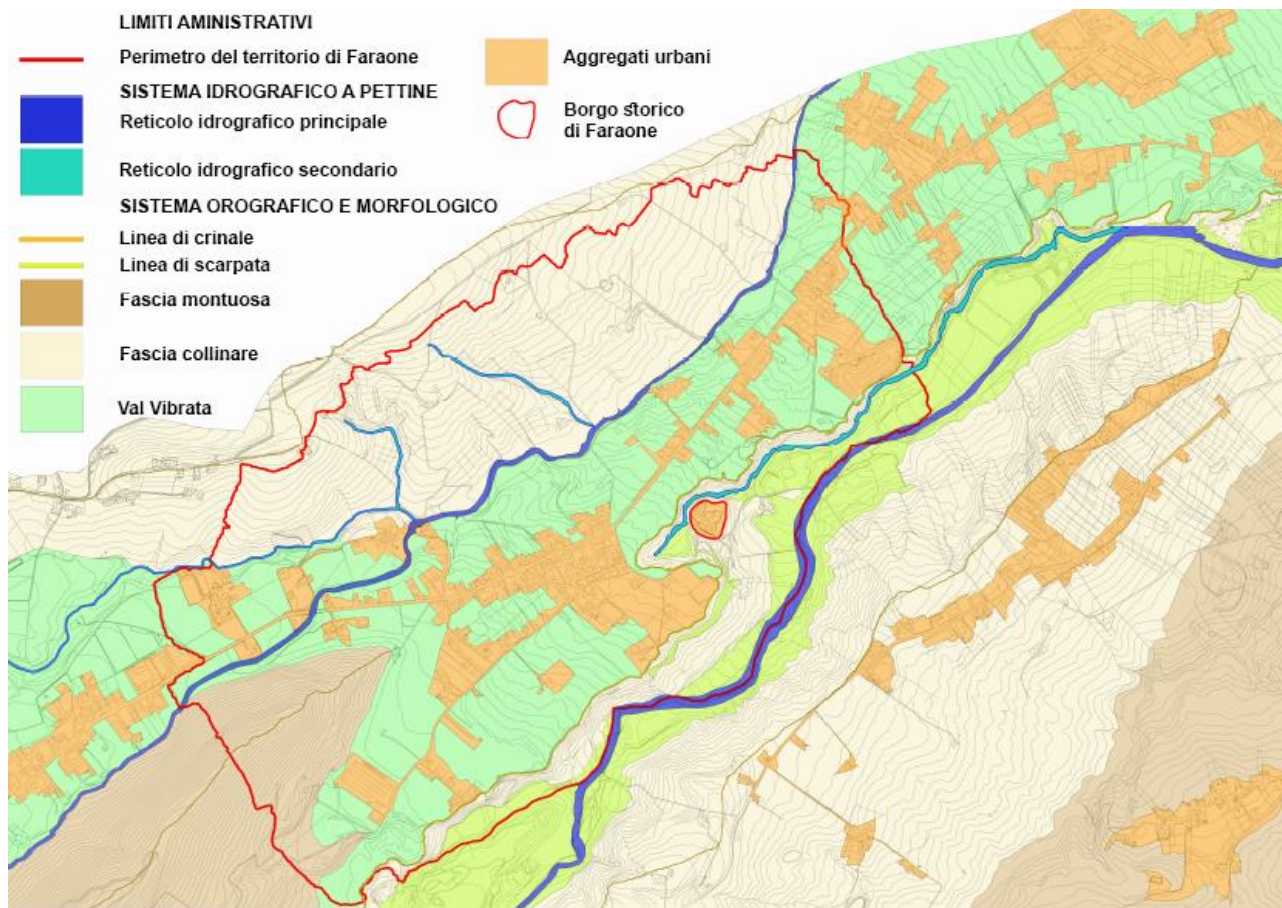 LIMITI AMINISTRATIVI
Perimetro del territorio di Faraone
SISTEMA IDROGRAFICO A PETTINE
Reticolo idrografico principale
Reticolo idrografico secondario
SISTEMA OROGRAFICO E MORFOLOGICO
Linea di crinale
Linea di scarpata
Fascia montuosa
Fascia collinare
Val Vibrata
Aggregati urbani
Borgo storico
di Faraone